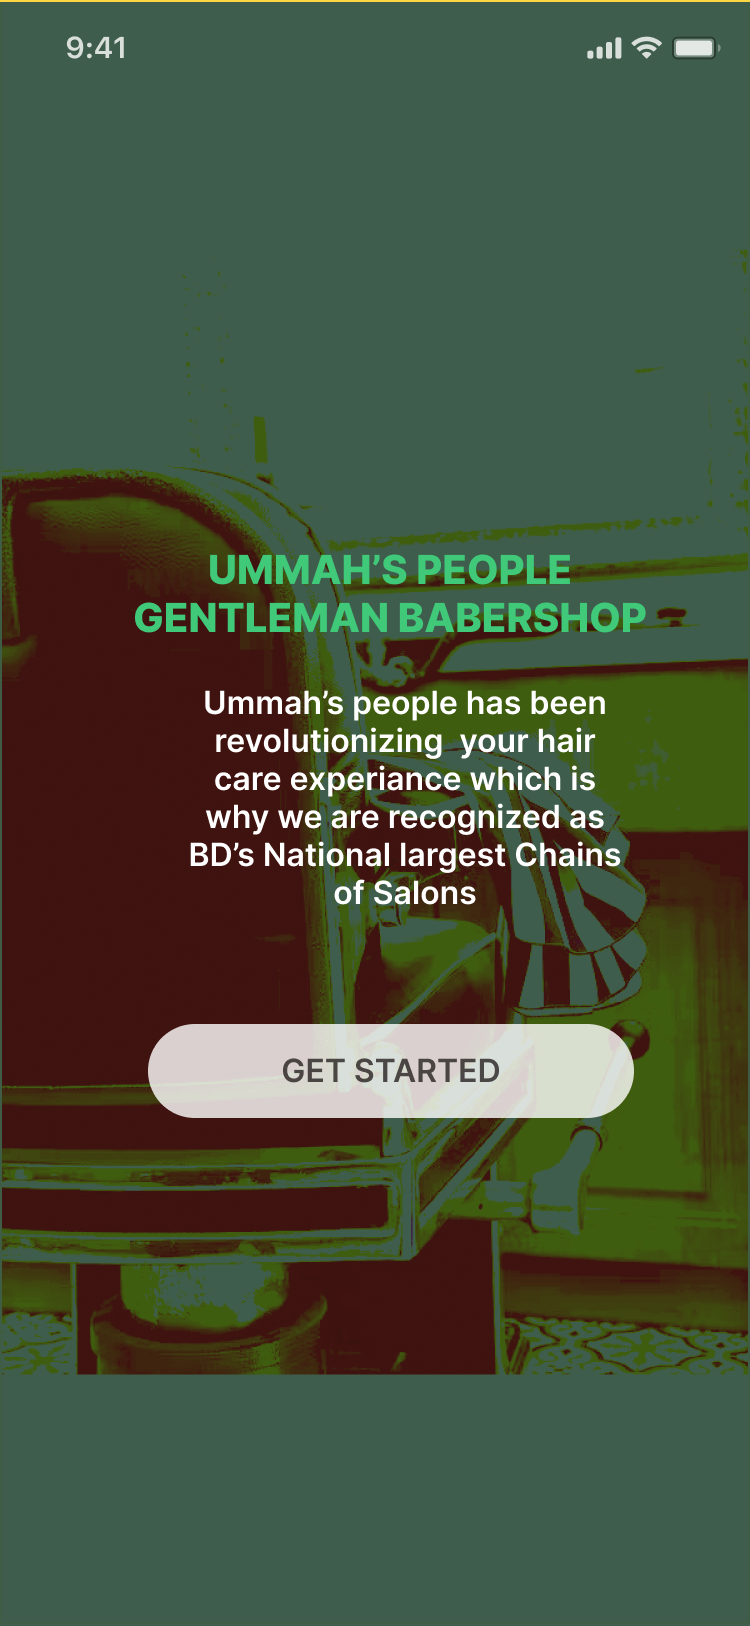 9:41
UMMAH’S PEOPLE
GENTLEMAN BABERSHOP
Ummah’s people has been
revolutionizing  your hair
care experiance which is
why we are recognized as
BD’s National largest Chains
of Salons
GET STARTED